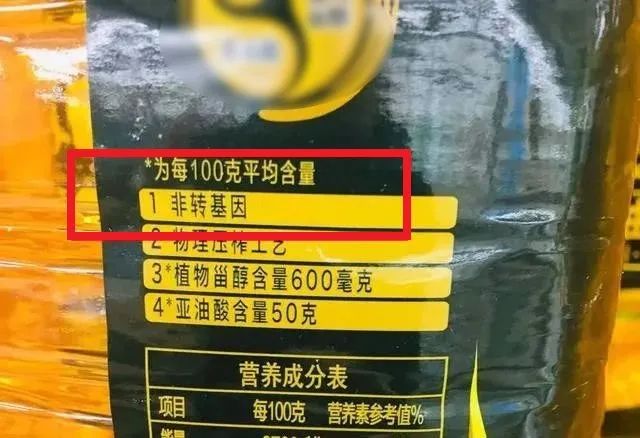 *为每100克平均含量
1 非转基因
2 物理压榨工艺
3*植物甾醇含量600毫克
4*亚油酸含量50克
营养成分表
项目 每100克 营养素参考值%